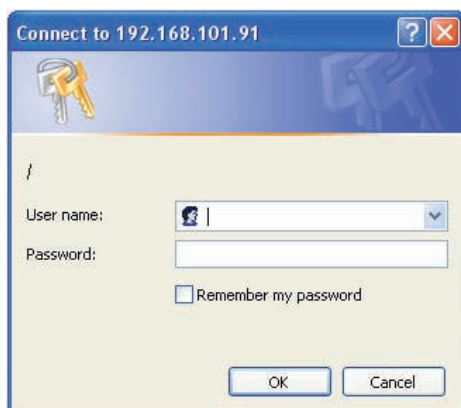 Connect to 192.168.101.91
/
User name:
Password:
Remember my password
OK Cancel